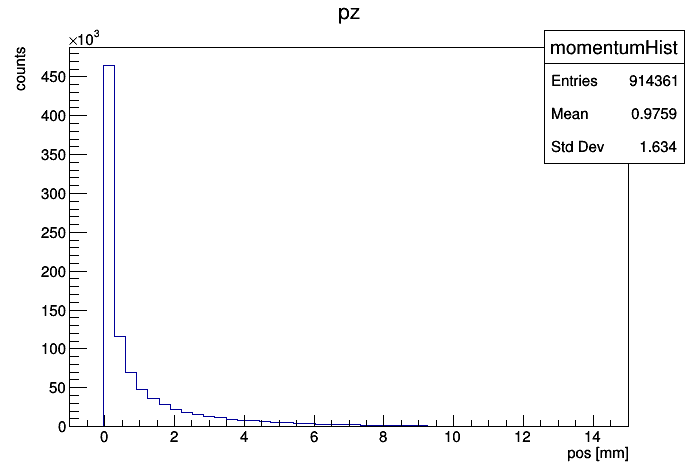 pz
×10³
counts
450
400
350
300
250
200
150
100
50
0
momentumHist
Entries 914361
Mean 0.9759
Std Dev 1.634
0 2 4 6 8 10 12 14
pos [mm]